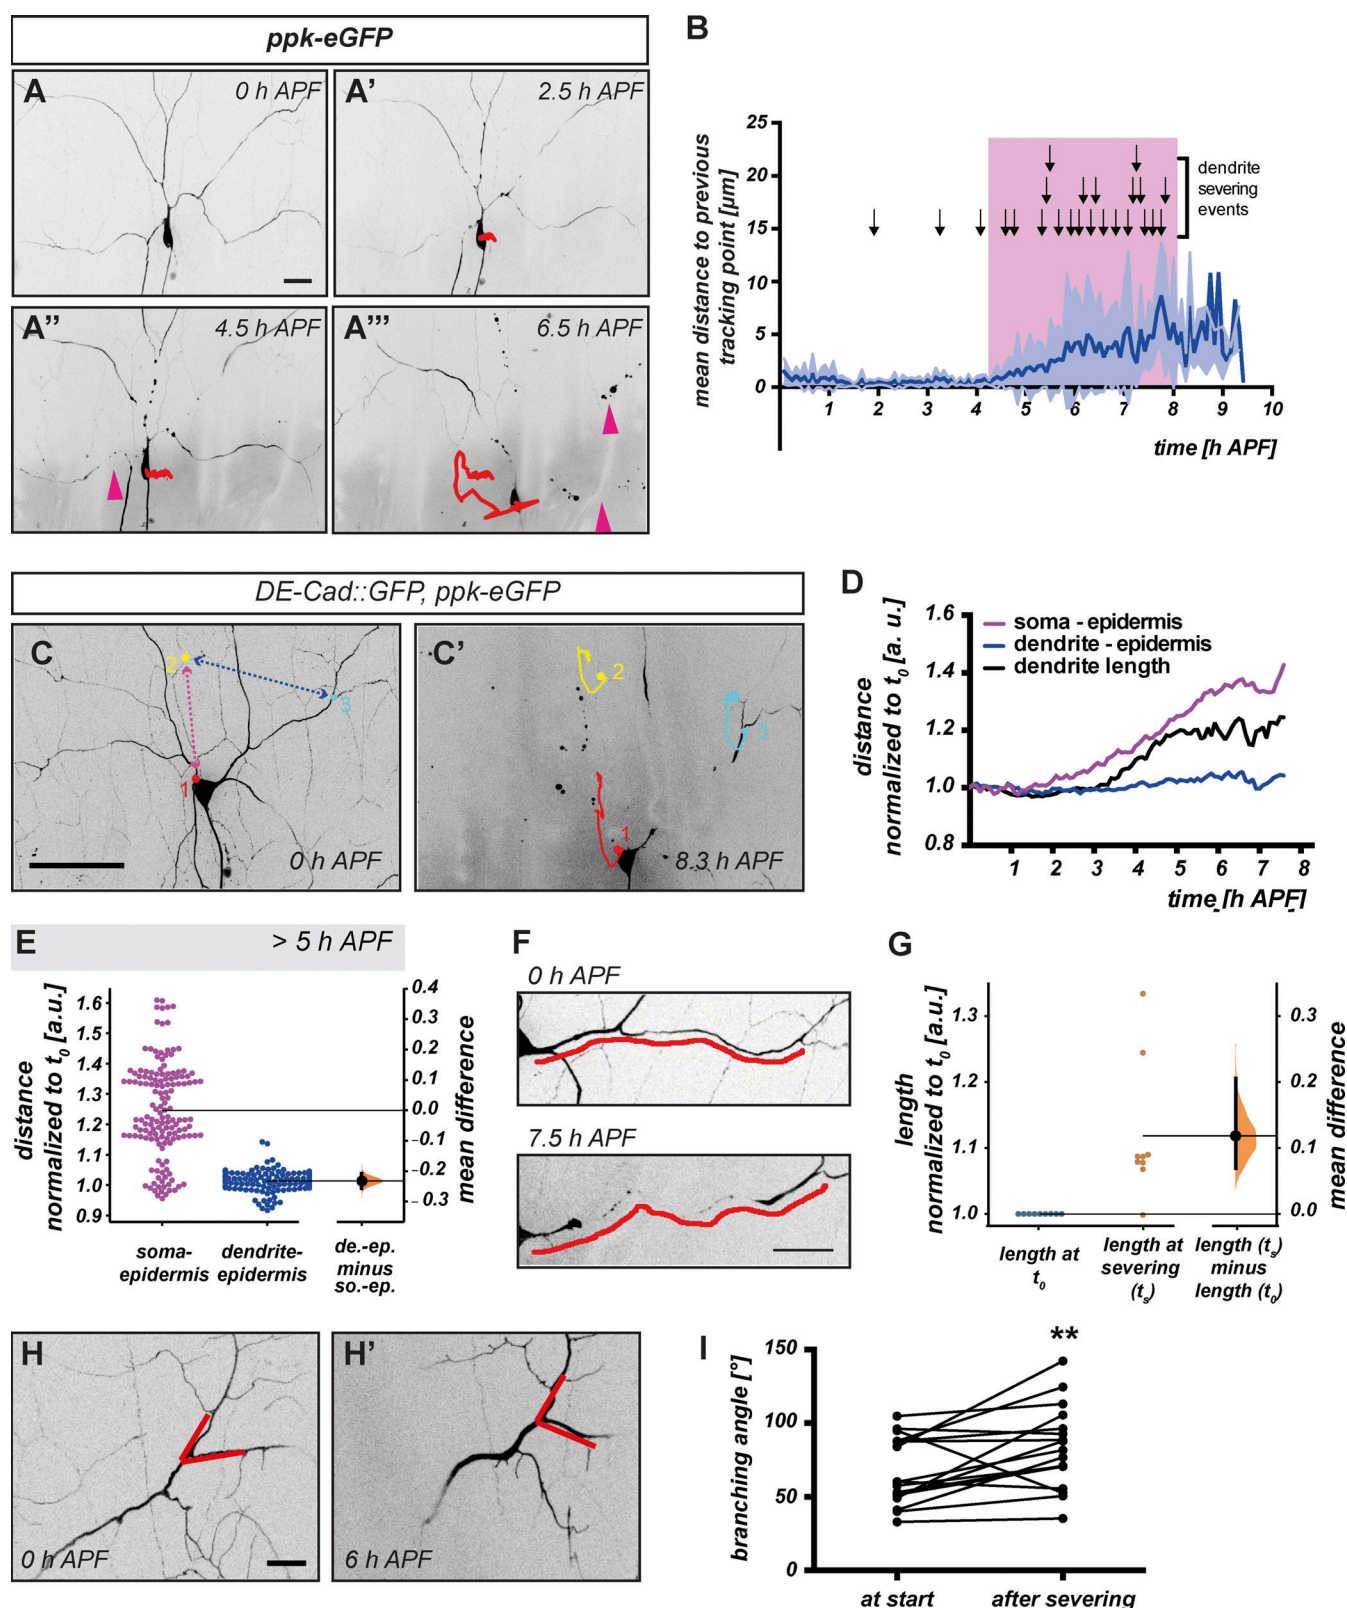 ppk-eGFP
A
0 h APF
A'
2.5 h APF
A''
4.5 h APF
A'''
6.5 h APF
B
mean distance to previous
tracking point [µm]
25
20
15
10
5
0
1 2 3 4 5 6 7 8 9 10
time [h APF]
dendrite
severing
events
DE-Cad::GFP, ppk-eGFP
C
2
3
1
0 h APF
C'
2
3
1
8.3 h APF
D
distance
normalized to t0 [a. u.]
1.6
1.4
1.2
1.0
0.8
soma - epidermis
dendrite - epidermis
dendrite length
1 2 3 4 5 6 7 8
time [h APF]
E
> 5 h APF
distance
normalized to t0 [a.u.]
1.6
1.5
1.4
1.3
1.2
1.1
1.0
0.9
0.4
0.3
0.2
0.1
0.0
-0.1
-0.2
-0.3
mean difference
soma-
epidermis
dendrite-
epidermis
de.-ep.
minus
so.-ep.
F
0 h APF
7.5 h APF
G
length
normalized to t0 [a.u.]
1.3
1.2
1.1
1.0
0.3
0.2
0.1
0.0
mean difference
length at
t0
length at
severing
(ts)
length (ts)
minus
length (t0)
H
0 h APF
H'
6 h APF
I
branching angle [°]
150
100
50
0
**
at start
after severing